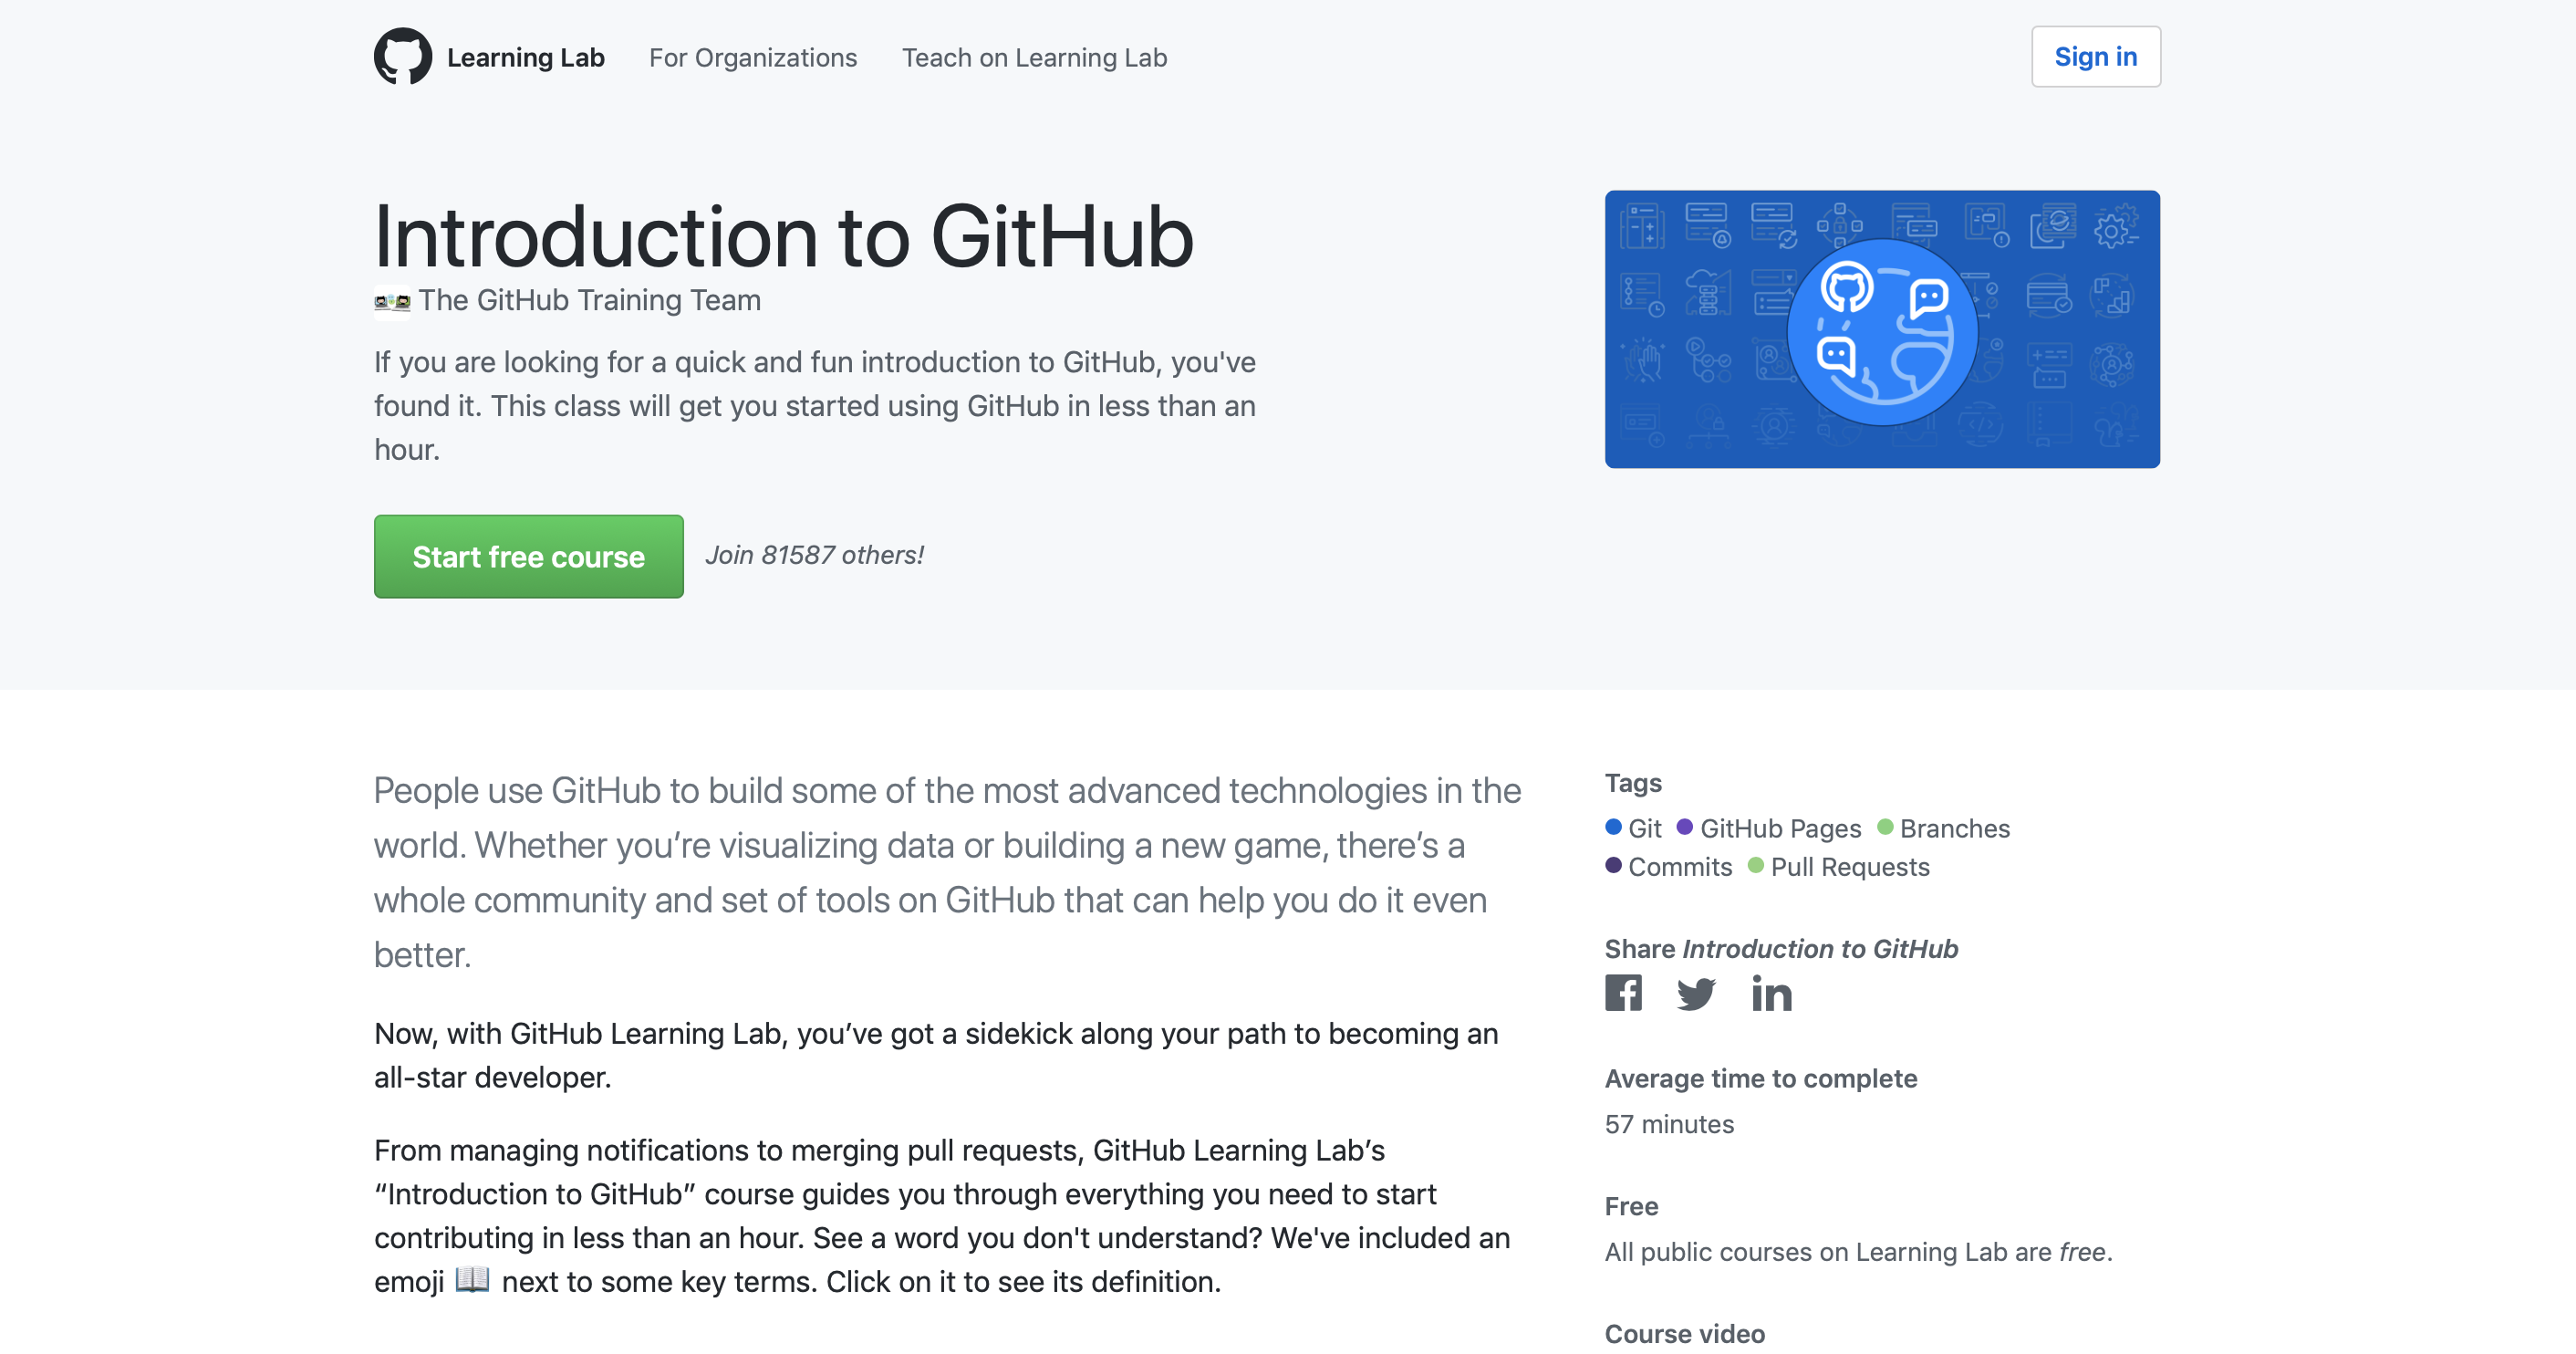 Learning Lab For Organizations Teach on Learning Lab Sign in
Introduction to GitHub
The GitHub Training Team
If you are looking for a quick and fun introduction to GitHub, you've
found it. This class will get you started using GitHub in less than an
hour.
Start free course Join 81587 others!
People use GitHub to build some of the most advanced technologies in the
world. Whether you’re visualizing data or building a new game, there’s a
whole community and set of tools on GitHub that can help you do it even
better.
Now, with GitHub Learning Lab, you’ve got a sidekick along your path to becoming an
all-star developer.
From managing notifications to merging pull requests, GitHub Learning Lab’s
“Introduction to GitHub” course guides you through everything you need to start
contributing in less than an hour. See a word you don't understand? We've included an
emoji 📖 next to some key terms. Click on it to see its definition.
Tags
Git GitHub Pages Branches
Commits Pull Requests
Share Introduction to GitHub
Average time to complete
57 minutes
Free
All public courses on Learning Lab are free.
Course video